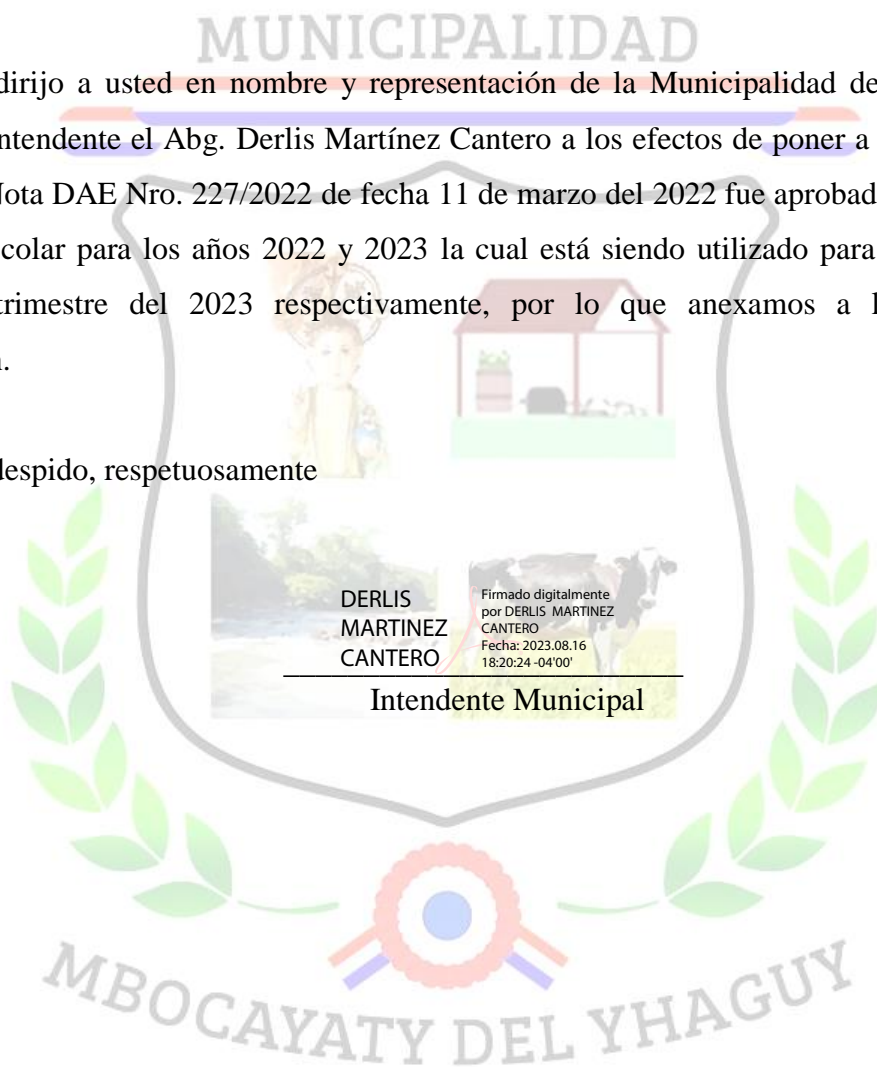 MUNICIPALIDAD
dirijo a usted en nombre y representación de la Municipalidad de
ntendente el Abg. Derlis Martínez Cantero a los efectos de poner a
Nota DAE Nro. 227/2022 de fecha 11 de marzo del 2022 fue aprobad
colar para los años 2022 y 2023 la cual está siendo utilizado para
trimestre del 2023 respectivamente, por lo que anexamos a l
despido, respetuosamente
DERLIS
MARTINEZ
CANTERO
Firmado digitalmente
por DERLIS MARTINEZ
CANTERO
Fecha: 2023.08.16
18:20:24 -04'00'
Intendente Municipal
MBOCAYATY DEL YHAGUY